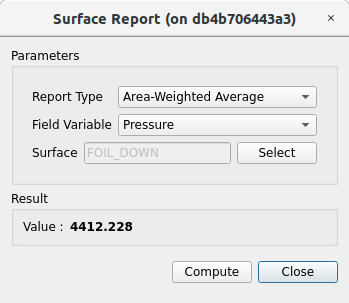 Surface Report (on db4b706443a3)
×
Parameters
Report Type Area-Weighted Average
Field Variable Pressure
Surface FOIL_DOWN Select
Result
Value : 4412.228
Compute Close